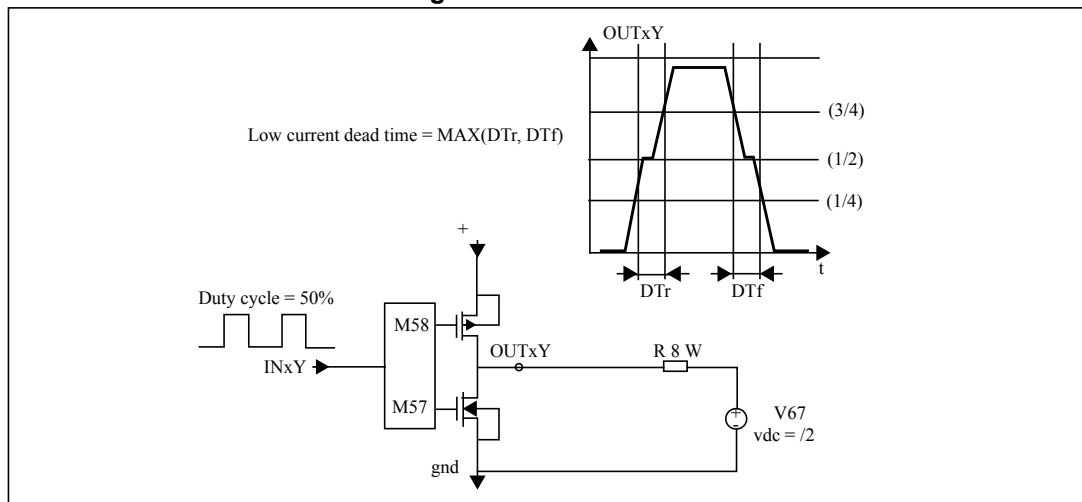 OUTxY
(3/4)
Low current dead time = MAX(DTr, DTf)
(1/2)
(1/4)
+
t
DTr
DTf
Duty cycle = 50%
M58
OUTxY
R 8 W
INxY
M57
+
-
V67
vdc = /2
gnd